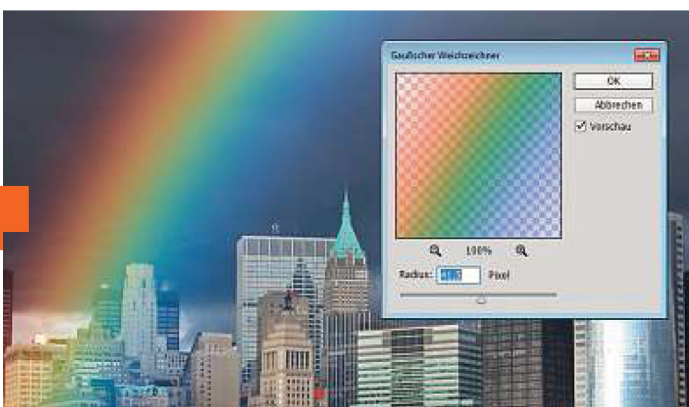 Gaußscher Weichzeichner
OK
Abbrechen
Vorschau
100%
Radius: Pixel